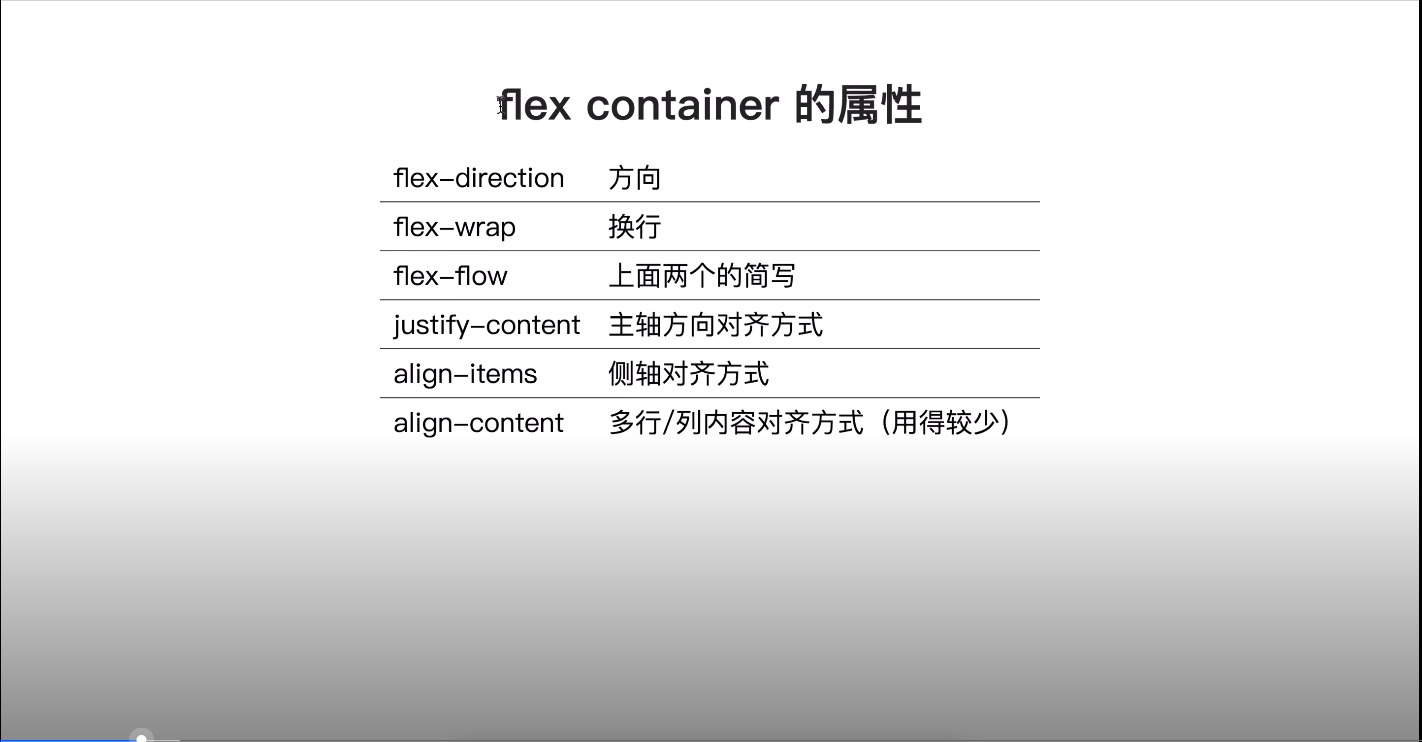 flex container 的属性
flex-direction 方向
flex-wrap 换行
flex-flow 上面两个的简写
justify-content 主轴方向对齐方式
align-items 侧轴对齐方式
align-content 多行/列内容对齐方式（用得较少）